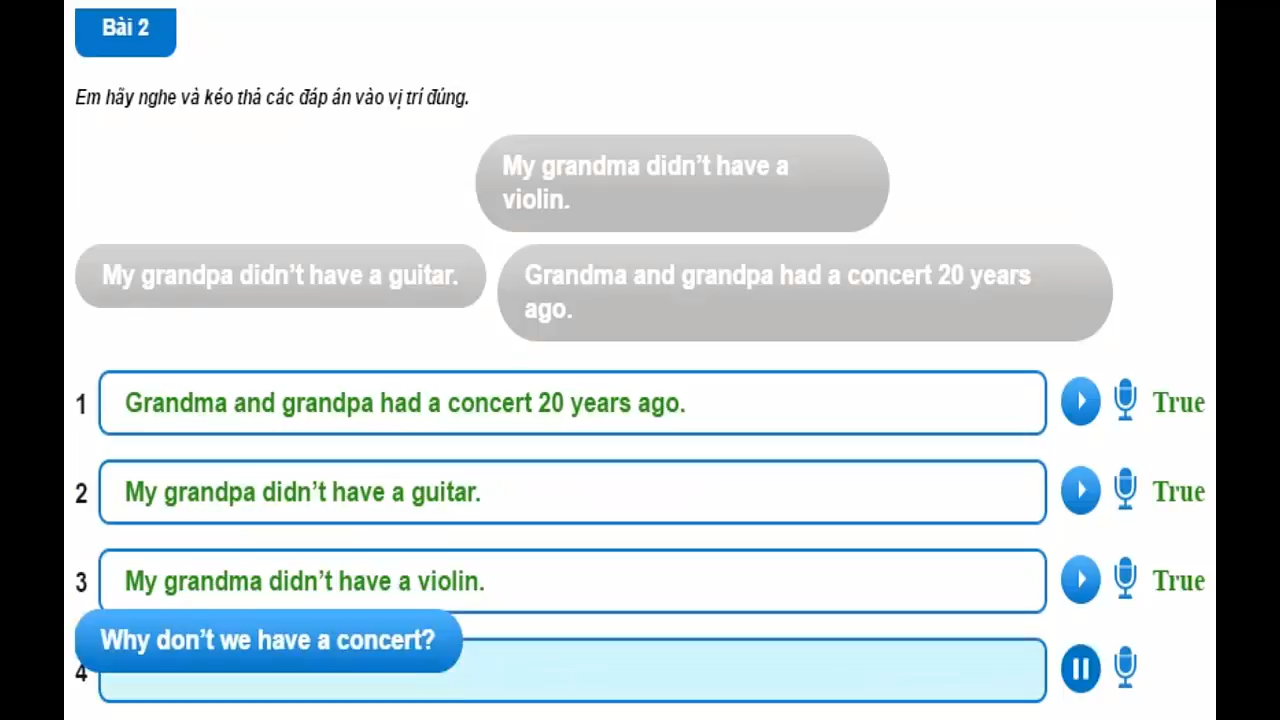 Bài 2
Em hãy nghe và kéo thả các đáp án vào vị trí đúng.
My grandma didn't have a
violin.
My grandpa didn't have a guitar.
Grandma and grandpa had a concert 20 years
ago.
1 Grandma and grandpa had a concert 20 years ago. True
2 My grandpa didn't have a guitar. True
3 My grandma didn't have a violin. True
Why don't we have a concert?
4